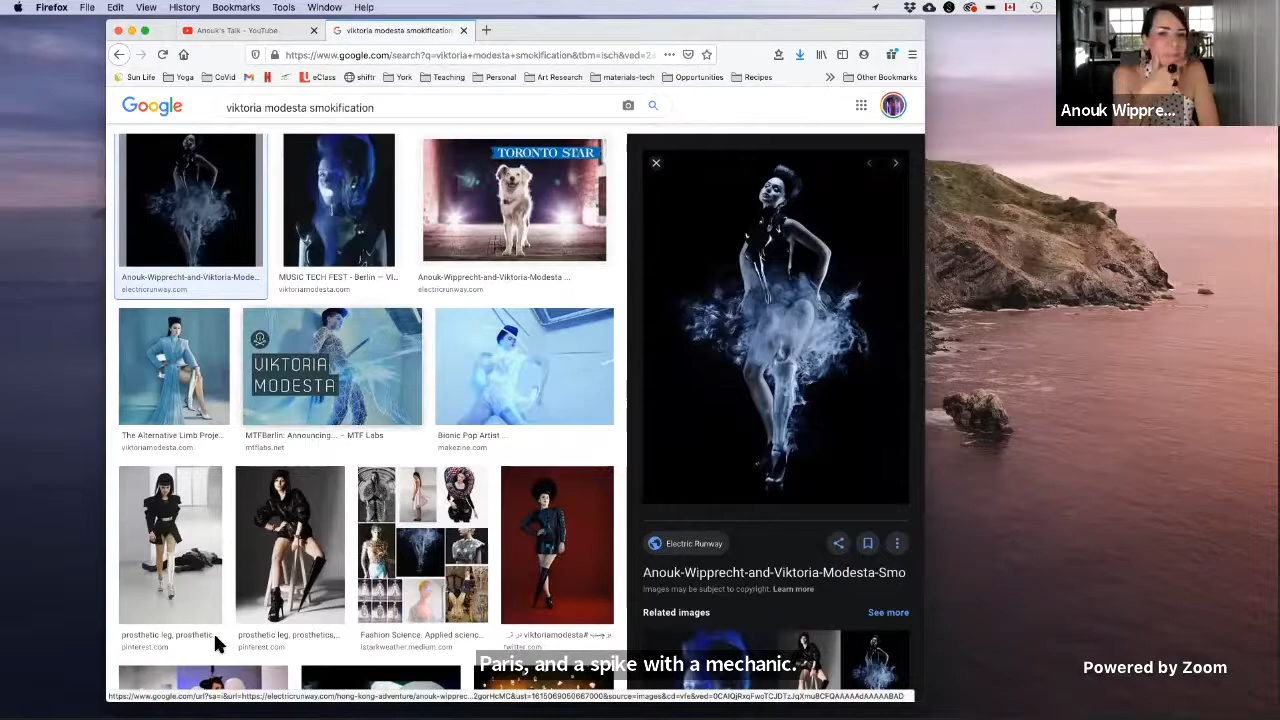 Firefox File Edit View History Bookmarks Tools Window Help
Anouk's Talk - YouTube
viktoria modesta smokification
https://www.google.com/search?q=viktoria+modesta+smokification&tbm=isch&ved=2
Sun Life Yega CoVid eClass shiftr York Teaching Personal Art Research materials-tech Opportunities Recipes Other Bookmarks
Google
viktoria modesta smokification
TORONTO STAR
Anouk-Wipprecht-and-Viktoria-Mode...
electricrunway.com
MUSIC TECH FEST - Berlin — VI...
viktoriamodesta.com
Anouk-Wipprecht-and-Viktoria-Modesta ...
electricrunway.com
VIKTORIA
MODESTA
The Alternative Limb Proje...
viktoriamodesta.com
MTFBerlin: Announcing... – MTF Labs
mtflabs.net
Bionic Pop Artist ...
makezine.com
prosthetic leg, prosthetic
pinterest.com
prosthetic leg, prosthetics,...
pinterest.com
Fashion Science. Applied scienc...
istarkweather.medium.com
#viktoriamodesta
twitter.com
Electric Runway
Anouk-Wipprecht-and-Viktoria-Modesta-Smo
Images may be subject to copyright. Learn more
Related images See more
Anouk Wippre...
Paris, and a spike with a mechanic.
Powered by Zoom